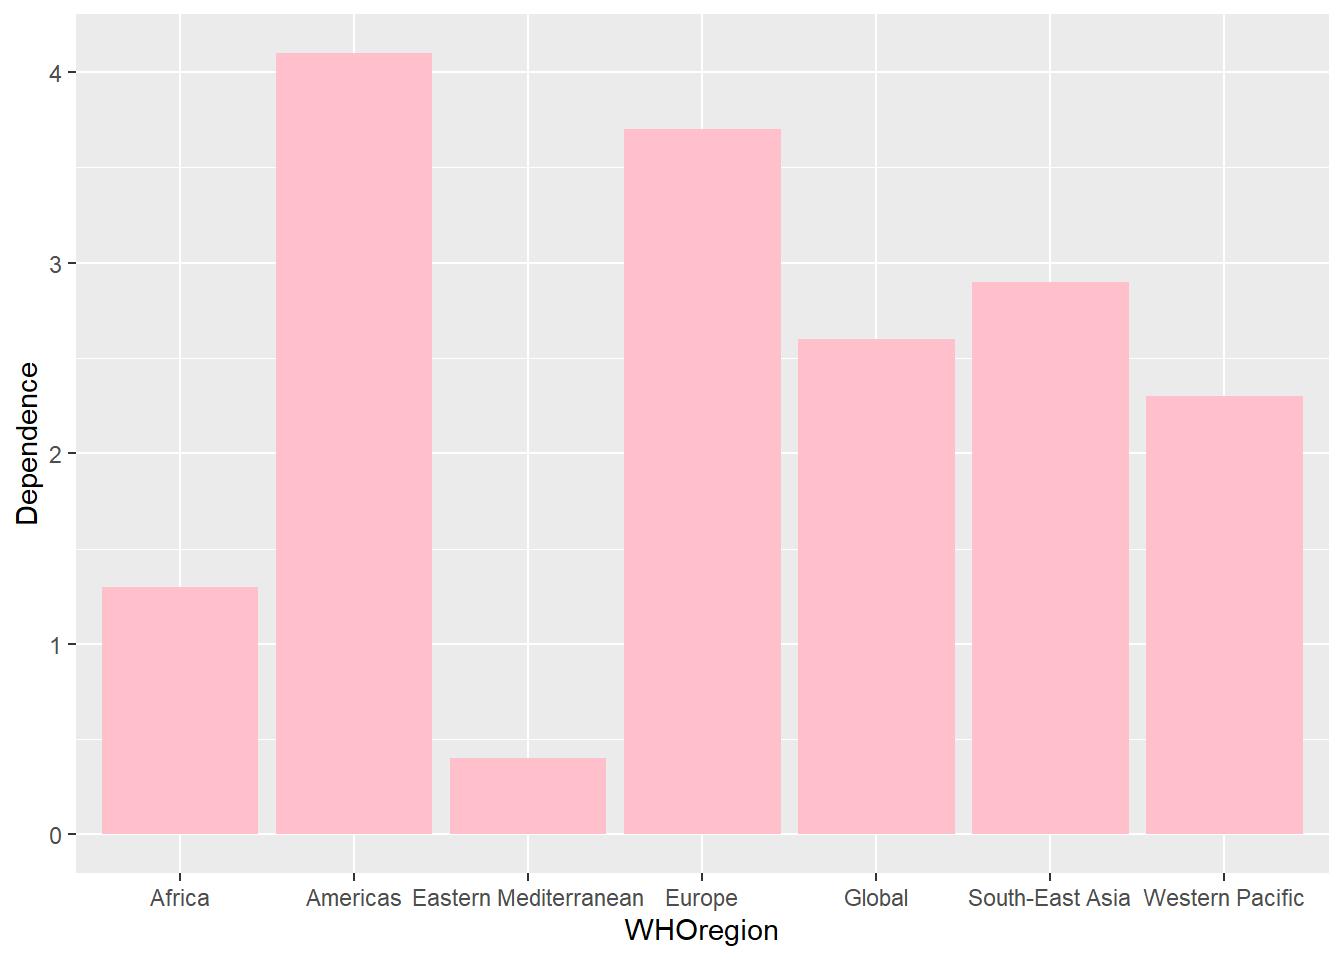 4
3
2
1
0
Dependence
Africa Americas Eastern Mediterranean Europe Global South-East Asia Western Pacific
WHOregion